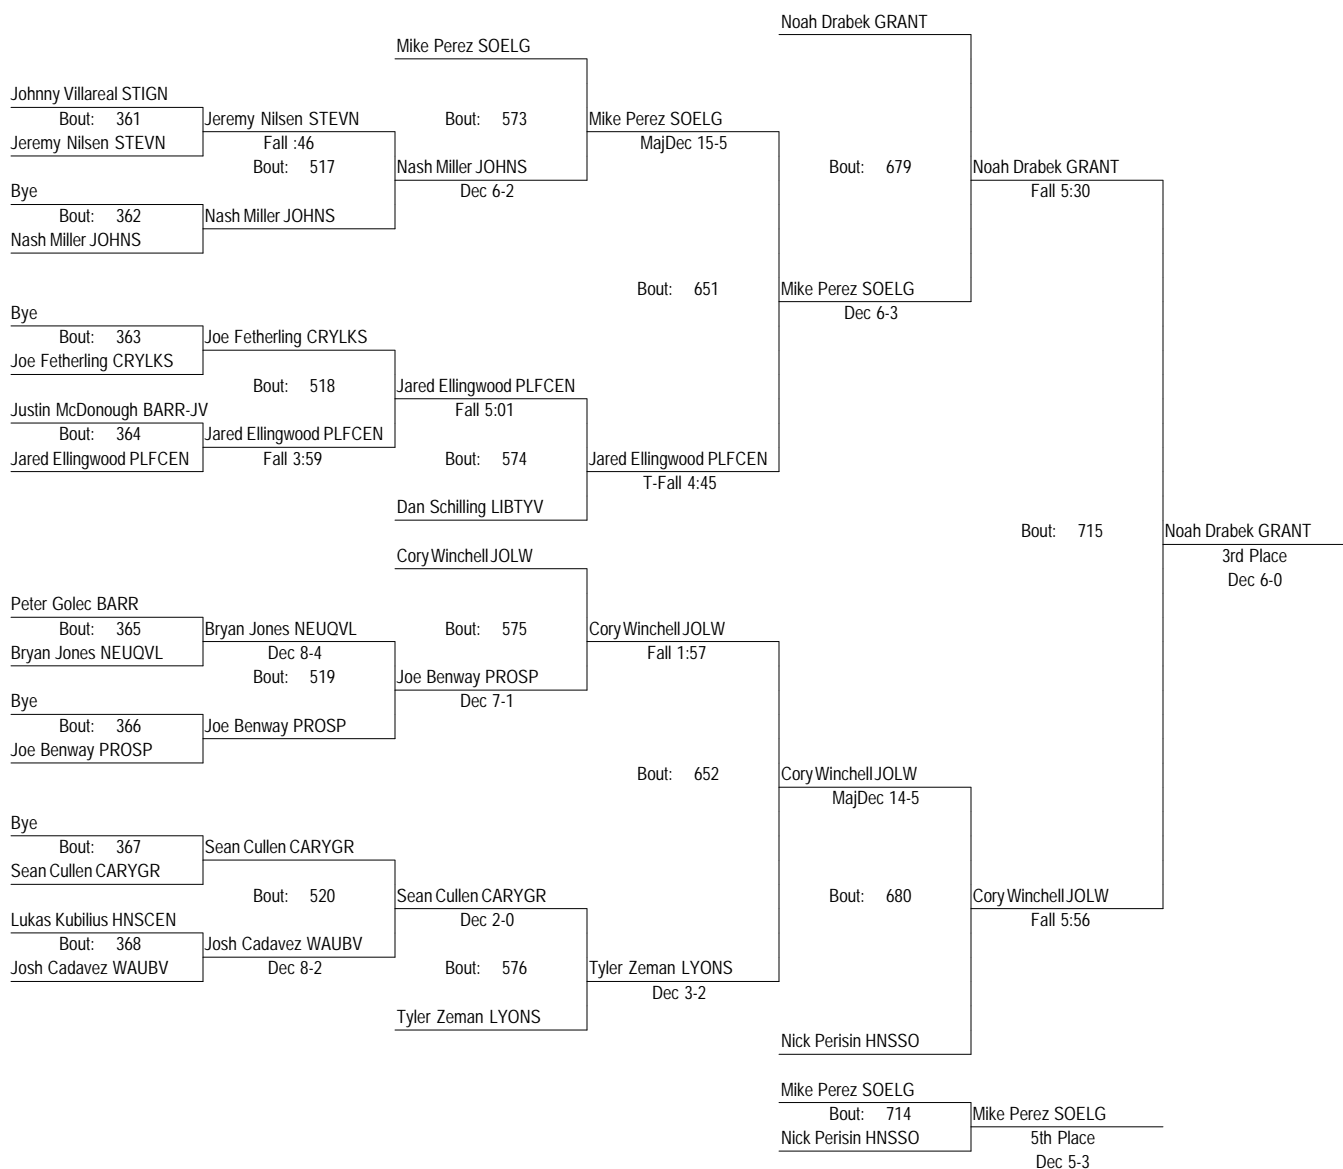 Noah Drabek GRANT
Mike Perez SOELG
Johnny Villareal STIGN
Bout: 361
Jeremy Nilsen STEVN
Jeremy Nilsen STEVN
Fall :46
Bout: 517
Bout: 573
Mike Perez SOELG
MajDec 15-5
Nash Miller JOHNS
Dec 6-2
Bout: 679
Noah Drabek GRANT
Fall 5:30
Bye
Bout: 362
Nash Miller JOHNS
Nash Miller JOHNS
Bout: 651
Mike Perez SOELG
Dec 6-3
Bye
Bout: 363
Joe Fetherling CRYLKS
Joe Fetherling CRYLKS
Bout: 518
Jared Ellingwood PLFCEN
Fall 5:01
Justin McDonough BARR-JV
Bout: 364
Jared Ellingwood PLFCEN
Jared Ellingwood PLFCEN
Fall 3:59
Bout: 574
Jared Ellingwood PLFCEN
T-Fall 4:45
Dan Schilling LIBTYV
Bout: 715
Noah Drabek GRANT
3rd Place
Dec 6-0
Cory Winchell JOLW
Peter Golec BARR
Bout: 365
Bryan Jones NEUQVL
Bryan Jones NEUQVL
Dec 8-4
Bout: 519
Bout: 575
Cory Winchell JOLW
Fall 1:57
Joe Benway PROSP
Dec 7-1
Bye
Bout: 366
Joe Benway PROSP
Joe Benway PROSP
Bout: 652
Cory Winchell JOLW
MajDec 14-5
Bye
Bout: 367
Sean Cullen CARYGR
Sean Cullen CARYGR
Bout: 520
Sean Cullen CARYGR
Dec 2-0
Bout: 680
Cory Winchell JOLW
Fall 5:56
Lukas Kubilius HNSCEN
Bout: 368
Josh Cadavez WAUBV
Josh Cadavez WAUBV
Dec 8-2
Bout: 576
Tyler Zeman LYONS
Dec 3-2
Tyler Zeman LYONS
Nick Perisin HNSSO
Mike Perez SOELG
Bout: 714
Nick Perisin HNSSO
Mike Perez SOELG
5th Place
Dec 5-3